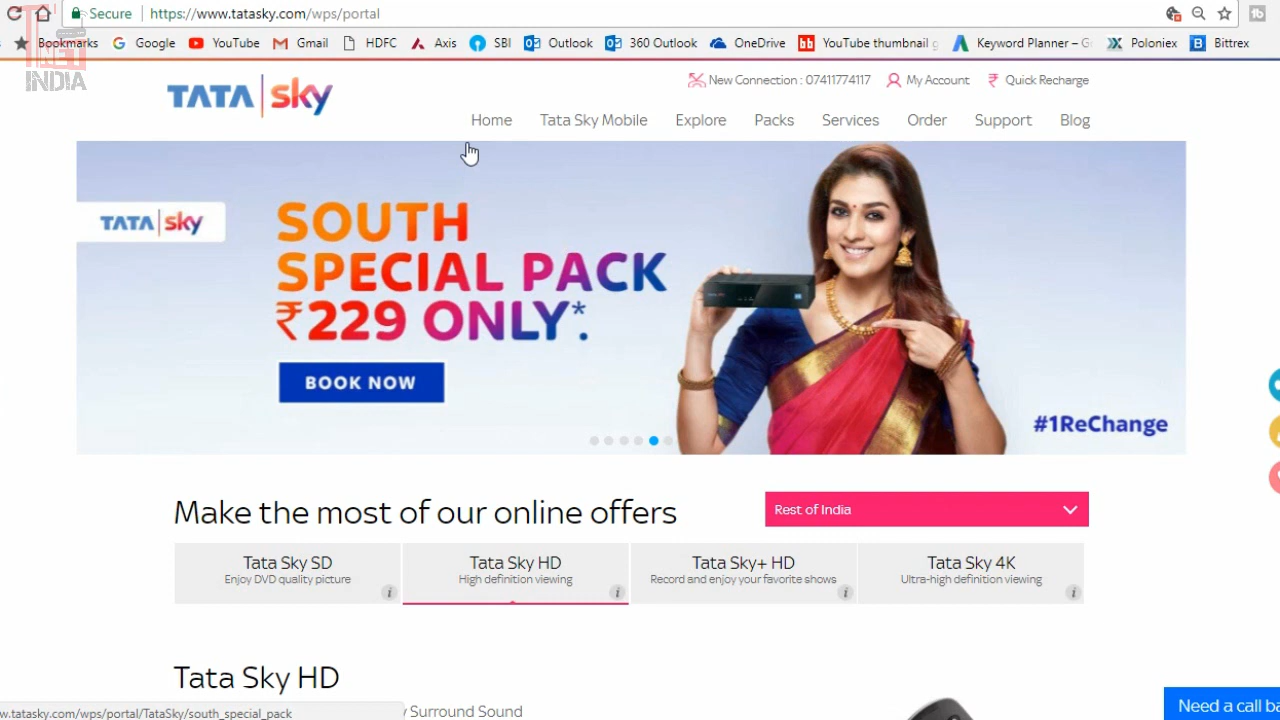 Secure https://www.tatasky.com/wps/portal
T NET
INDIA
Bookmarks Google YouTube Gmail HDFC Axis SBI Outlook 360 Outlook OneDrive YouTube thumbnail Keyword Planner – Poloniex Bittrex
TATA sky
New Connection : 07411774117 My Account ₹ Quick Recharge
Home Tata Sky Mobile Explore Packs Services Order Support Blog
TATA sky
SOUTH
SPECIAL PACK
₹229 ONLY*.
BOOK NOW
#1ReChange
Make the most of our online offers
Rest of India
Tata Sky SD
Enjoy DVD quality picture
Tata Sky HD
High definition viewing
Tata Sky+ HD
Record and enjoy your favorite shows
Tata Sky 4K
Ultra-high definition viewing
Tata Sky HD
Surround Sound
w.tatasky.com/wps/portal/TataSky/south_special_pack
Need a call ba